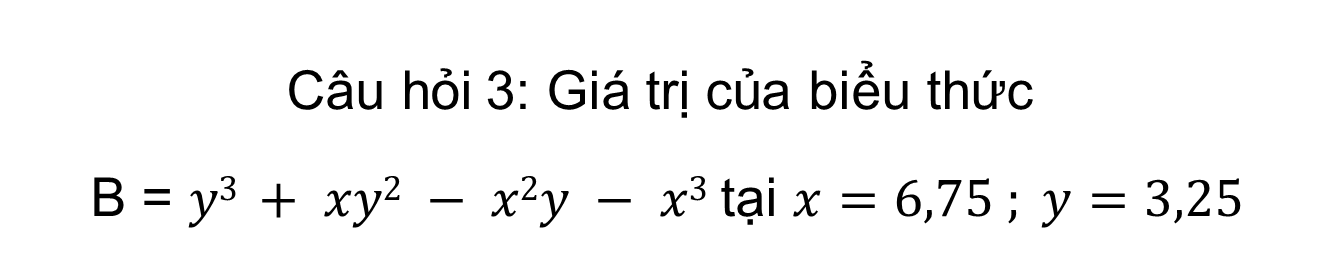 Câu hỏi 3: Giá trị của biểu thức
B = y³ + xy² − x²y − x³ tại x = 6,75 ; y = 3,25